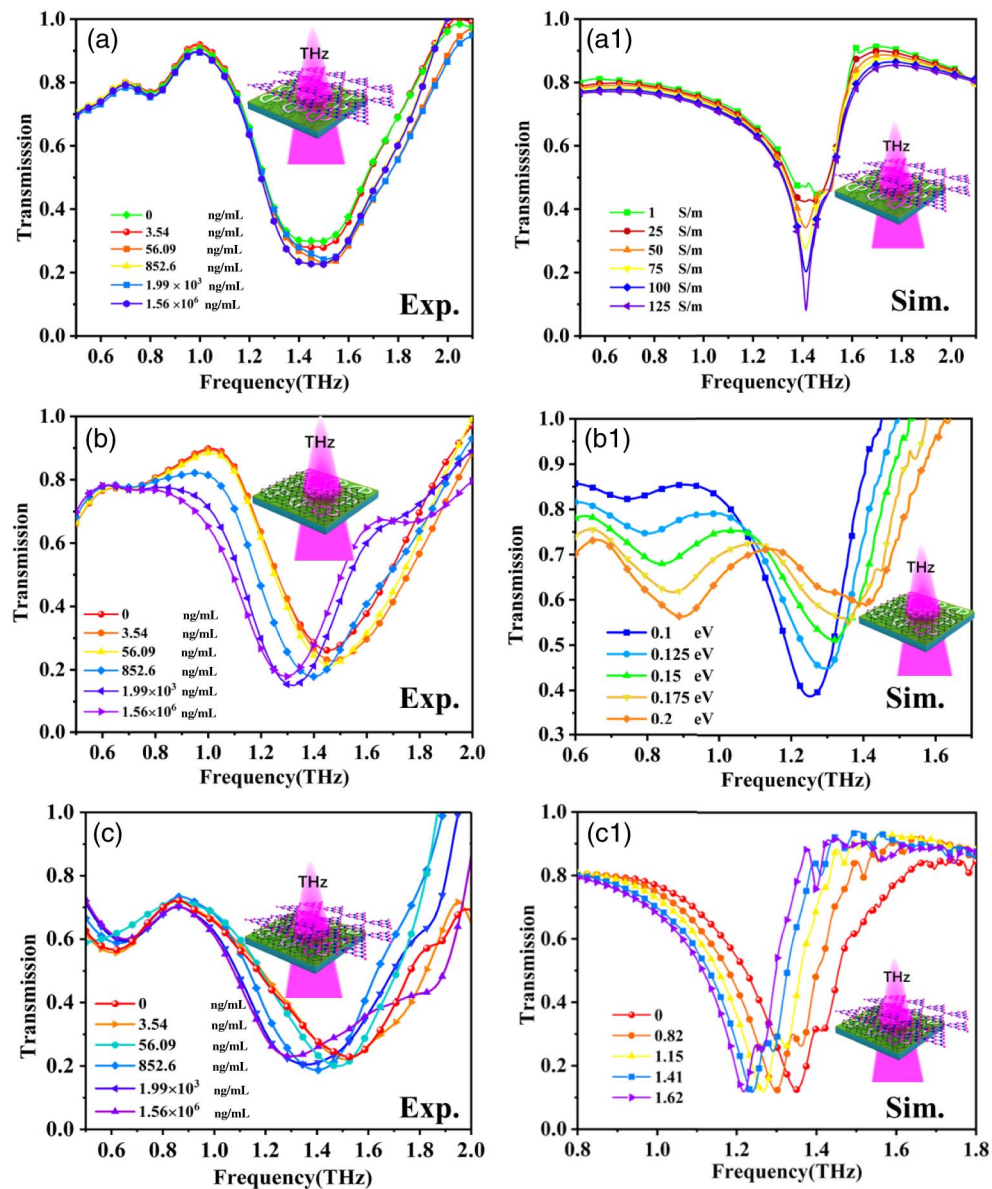 (a)
THz
Transmisssion
1.0
0.8
0.6
0.4
0.2
0.0
0 ng/mL
3.54 ng/mL
56.09 ng/mL
852.6 ng/mL
1.99 × 10³ ng/mL
1.56 ×10⁶ ng/mL
Exp.
0.6 0.8 1.0 1.2 1.4 1.6 1.8 2.0
Frequency(THz)
(a1)
THz
Transmission
1.0
0.8
0.6
0.4
0.2
0.0
1 S/m
25 S/m
50 S/m
75 S/m
100 S/m
125 S/m
Sim.
0.6 0.8 1.0 1.2 1.4 1.6 1.8 2.0
Frequency(THz)
(b)
THz
Transmission
1.0
0.8
0.6
0.4
0.2
0.0
0 ng/mL
3.54 ng/mL
56.09 ng/mL
852.6 ng/mL
1.99×10³ ng/mL
1.56×10⁶ ng/mL
Exp.
0.6 0.8 1.0 1.2 1.4 1.6 1.8 2.0
Frequency(THz)
(b1)
THz
Transmission
1.0
0.9
0.8
0.7
0.6
0.5
0.4
0.3
0.1 eV
0.125 eV
0.15 eV
0.175 eV
0.2 eV
Sim.
0.6 0.8 1.0 1.2 1.4 1.6
Frequency(THz)
(c)
THz
Transmission
1.0
0.8
0.6
0.4
0.2
0.0
0 ng/mL
3.54 ng/mL
56.09 ng/mL
852.6 ng/mL
1.99×10³ ng/mL
1.56×10⁶ ng/mL
Exp.
0.6 0.8 1.0 1.2 1.4 1.6 1.8 2.0
Frequency(THz)
(c1)
THz
Transmission
1.0
0.8
0.6
0.4
0.2
0.0
0
0.82
1.15
1.41
1.62
Sim.
0.8 1.0 1.2 1.4 1.6 1.8
Frequency(THz)